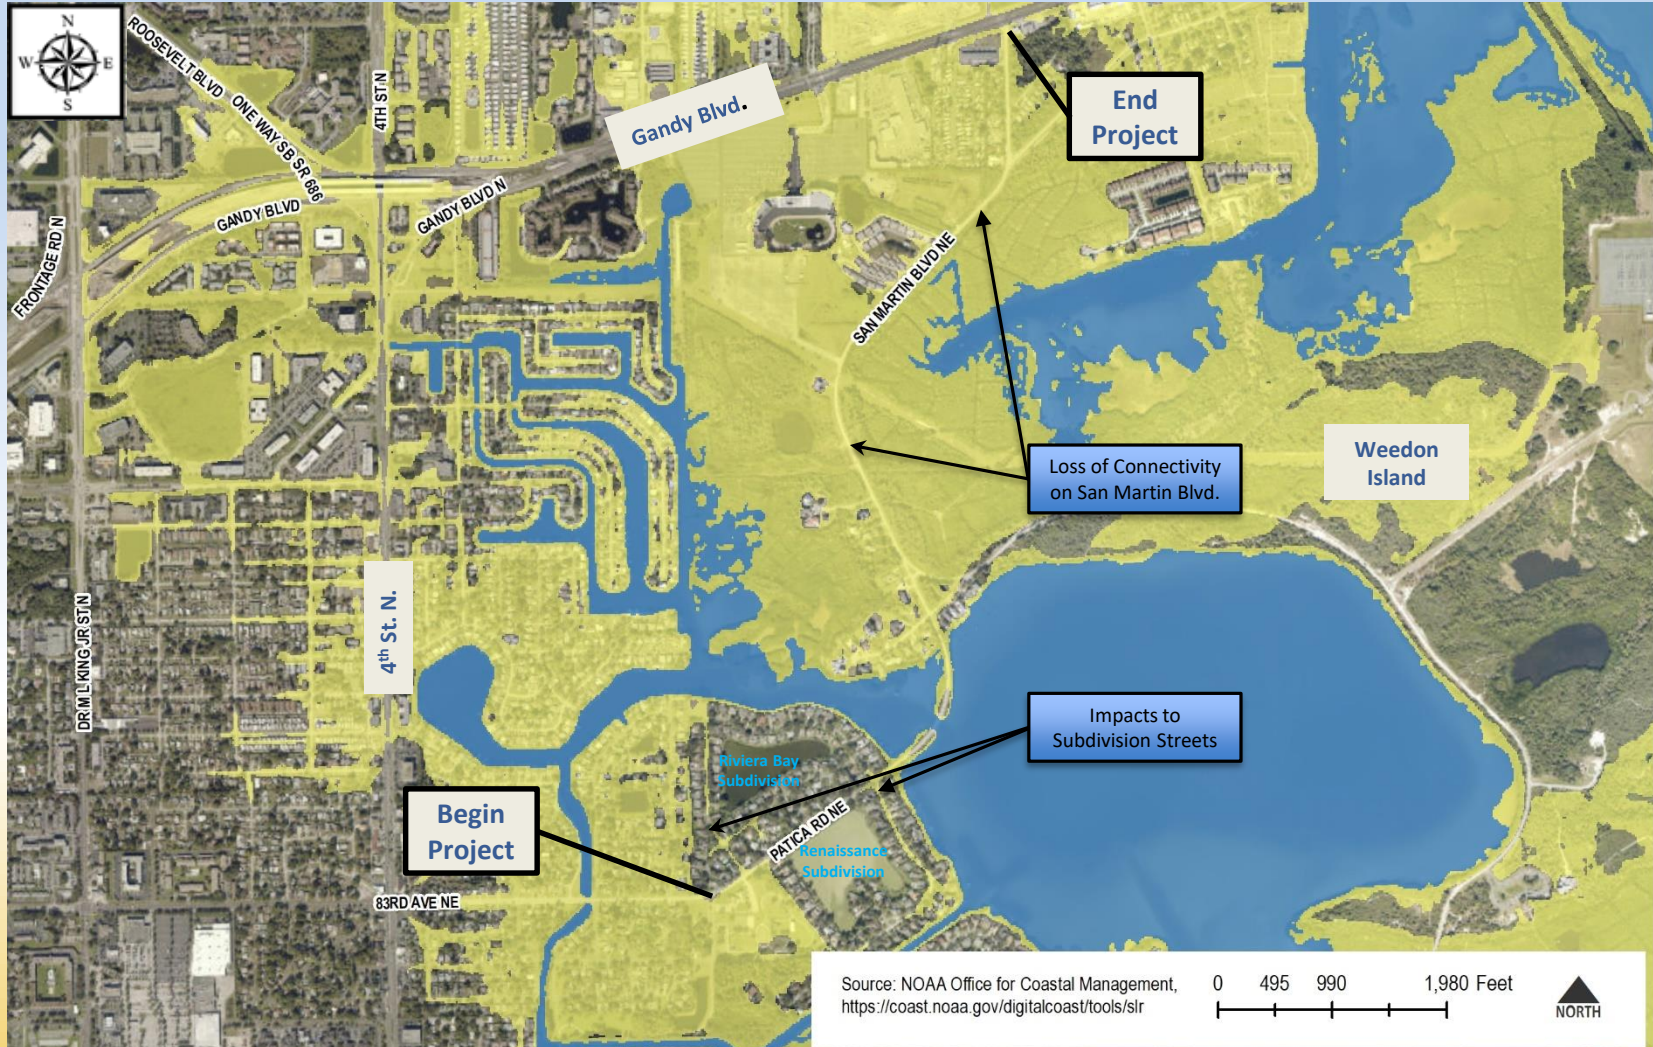 N
W
E
S
ROOSEVELT BLVD
ONE WAY SB SR 686
4TH ST N
Gandy Blvd.
End
Project
GANDY BLVD
GANDY BLVD N
FRONTAGE RD N
SAN MARTIN BLVD NE
Loss of Connectivity
on San Martin Blvd.
Weedon
Island
4th St. N.
DR M L KING JR ST N
Impacts to
Subdivision Streets
Riviera Bay
Subdivision
Begin
Project
PATICA RD NE
Renaissance
Subdivision
83RD AVE NE
Source: NOAA Office for Coastal Management,
https://coast.noaa.gov/digitalcoast/tools/slr
0 495 990 1,980 Feet
NORTH